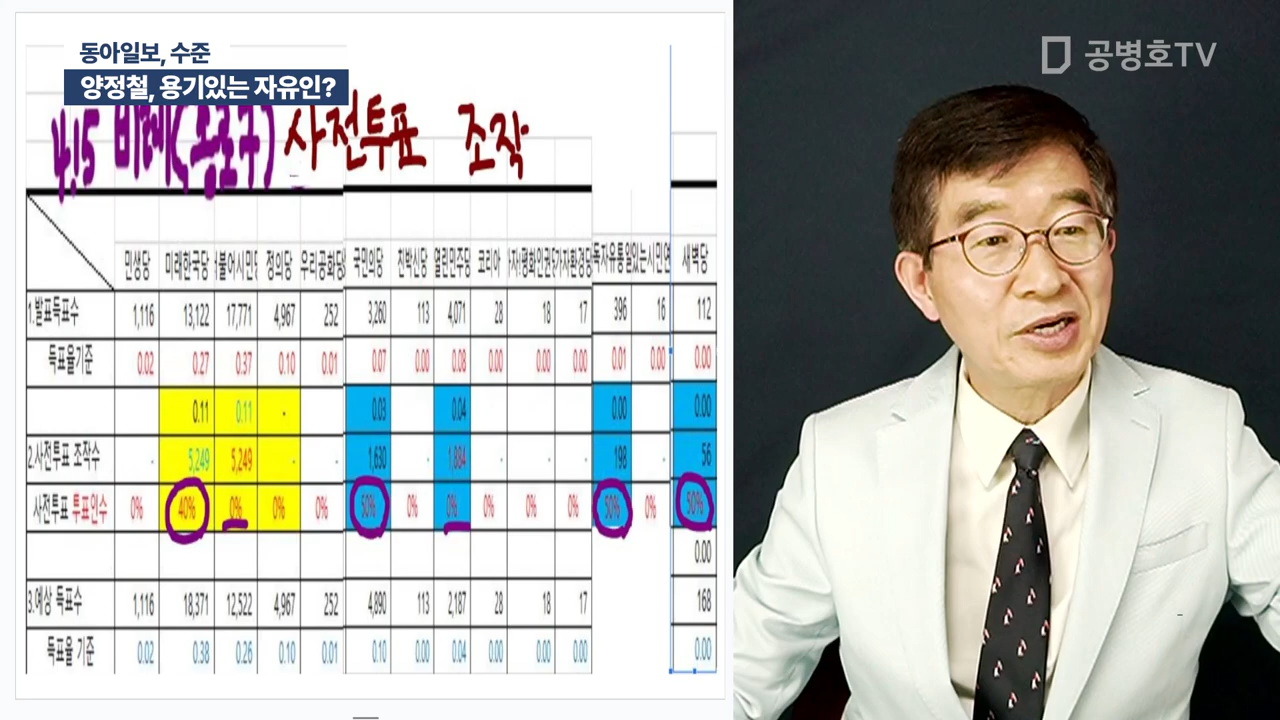 동아일보, 수준
양정철, 용기있는 자유인?
공병호TV
4.15 비례(종로구) 사전투표 조작
민생당 미래한국당 정의당 우리공화당 국민의당 친박신당 열린민주당 코리아 새벽당
1.발표득표수 1,116 13,122 17,771 4,967 252 3,260 113 4,071 28 18 17 396 16 112
득표율기준 0.02 0.27 0.37 0.10 0.01 0.07 0.00 0.08 0.00 0.00 0.00 0.01 0.00 0.00
0.11 0.11 - 0.03 0.04 0.00 0.00
2.사전투표 조작수 - 5,249 5,249 - - 1,630 - 1,884 - - - 198 - 56
사전투표 투표인수 0% 40% 0% 0% 0% 50% 0% 0% 0% 0% 0% 50% 0% 50%
0.00
3.예상 득표수 1,116 18,371 12,522 4,967 252 4,890 113 2,187 28 18 17 168
득표율 기준 0.02 0.38 0.26 0.10 0.01 0.10 0.00 0.04 0.00 0.00 0.00 0.00